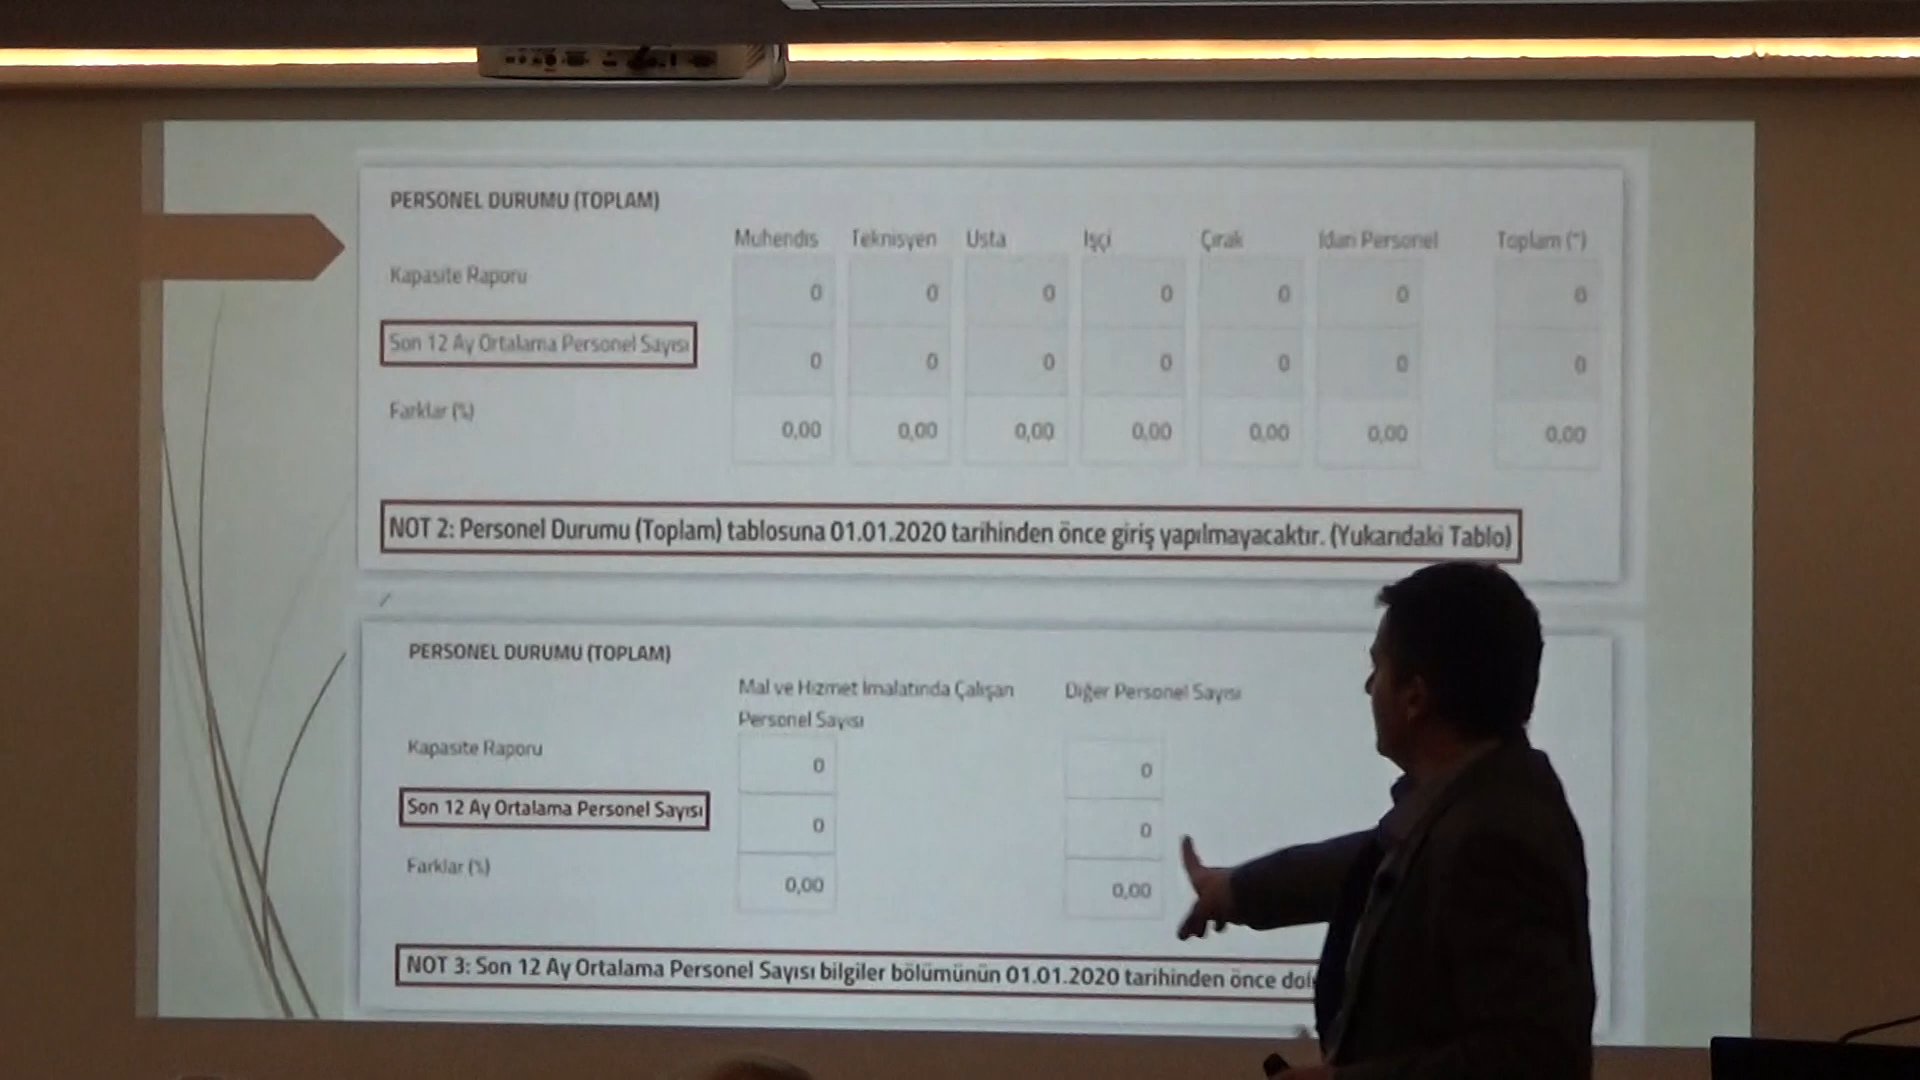 PERSONEL DURUMU (TOPLAM)
Mühendis Teknisyen Usta İşçi Çırak İdari Personel Toplam (*)
Kapasite Raporu 0 0 0 0 0 0 0
Son 12 Ay Ortalama Personel Sayısı 0 0 0 0 0 0 0
Farklar (%) 0,00 0,00 0,00 0,00 0,00 0,00 0,00
NOT 2: Personel Durumu (Toplam) tablosuna 01.01.2020 tarihinden önce giriş yapılmayacaktır. (Yukarıdaki Tablo)
PERSONEL DURUMU (TOPLAM)
Mal ve Hizmet İmalatında Çalışan Diğer Personel Sayısı
Personel Sayısı
Kapasite Raporu 0 0
Son 12 Ay Ortalama Personel Sayısı 0 0
Farklar (%) 0,00 0,00
NOT 3: Son 12 Ay Ortalama Personel Sayısı bilgiler bölümünün 01.01.2020 tarihinden önce